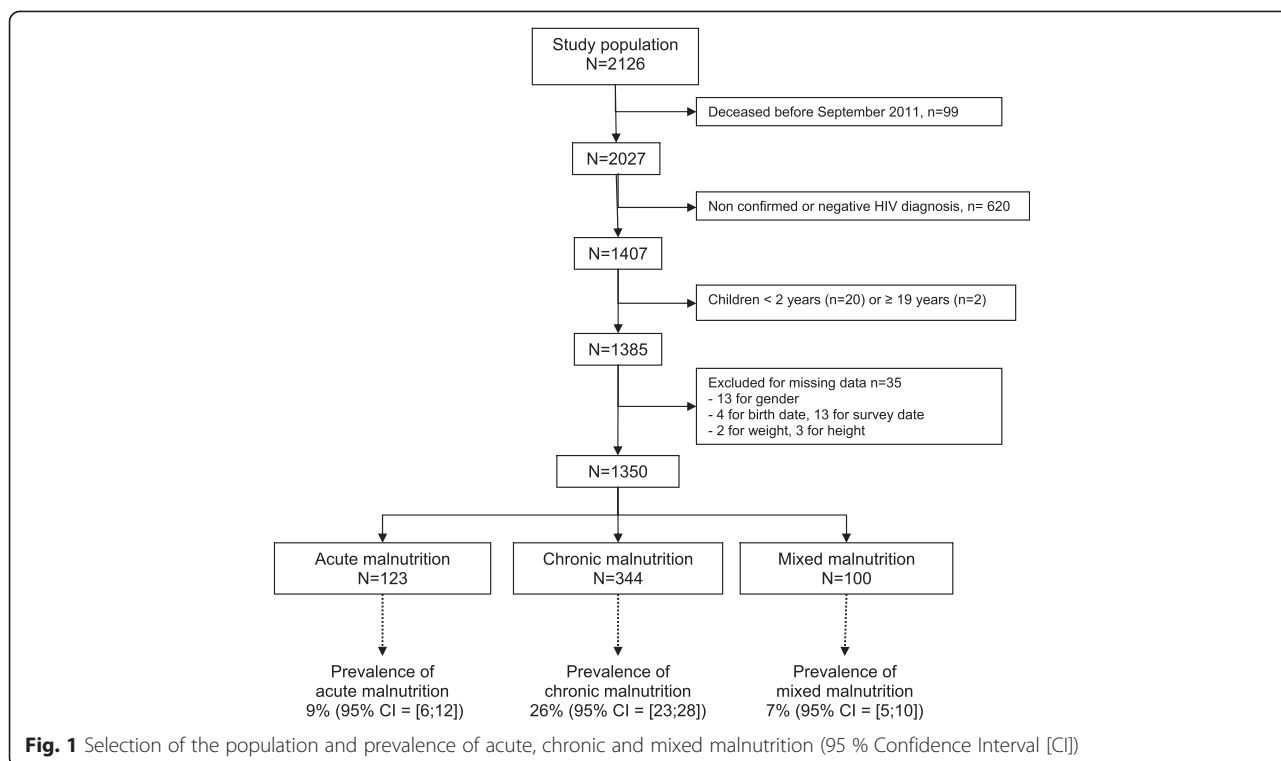 Study population
N=2126
Deceased before September 2011, n=99
N=2027
Non confirmed or negative HIV diagnosis, n= 620
N=1407
Children < 2 years (n=20) or ≥ 19 years (n=2)
N=1385
Excluded for missing data n=35
- 13 for gender
- 4 for birth date, 13 for survey date
- 2 for weight, 3 for height
N=1350
Acute malnutrition
N=123
Chronic malnutrition
N=344
Mixed malnutrition
N=100
Prevalence of
acute malnutrition
9% (95% CI = [6;12])
Prevalence of
chronic malnutrition
26% (95% CI = [23;28])
Prevalence of
mixed malnutrition
7% (95% CI = [5;10])
Fig. 1 Selection of the population and prevalence of acute, chronic and mixed malnutrition (95 % Confidence Interval [CI])